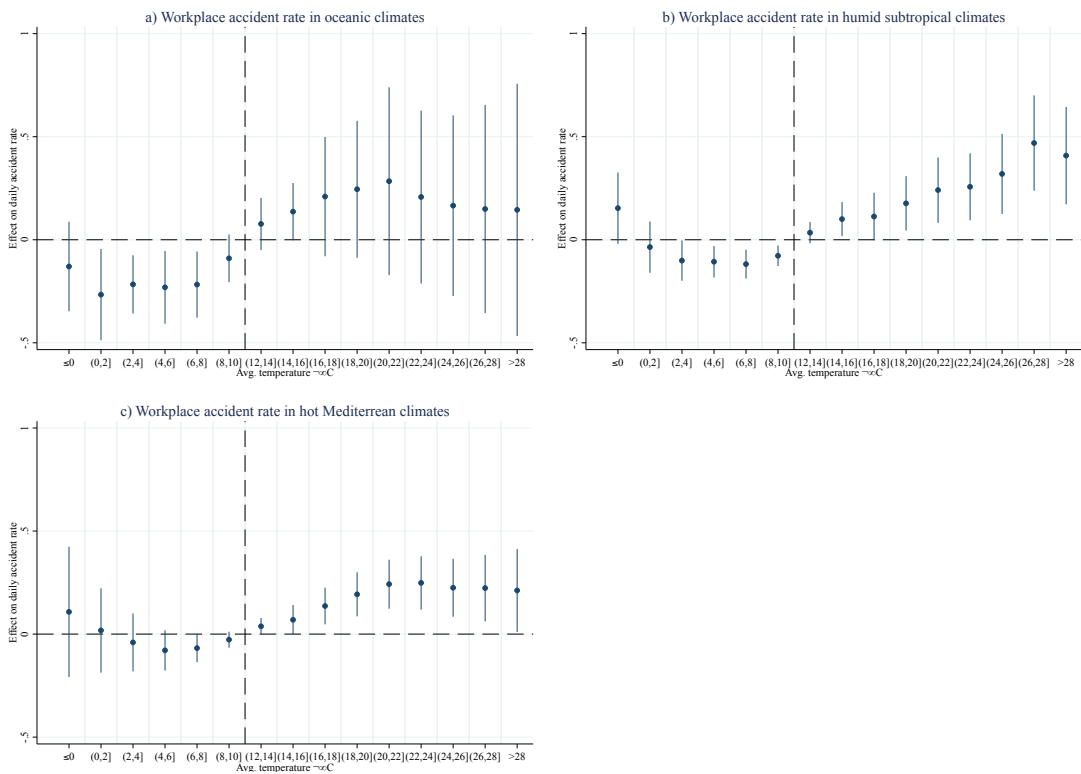 a) Workplace accident rate in oceanic climates
Effect on daily accident rate
1
.5
0
-.5
≤0 (0,2] (2,4] (4,6] (6,8] (8,10] (12,14] (14,16] (16,18] (18,20] (20,22] (22,24] (24,26] (26,28] >28
Avg. temperature ¬∞C
b) Workplace accident rate in humid subtropical climates
Effect on daily accident rate
1
.5
0
-.5
≤0 (0,2] (2,4] (4,6] (6,8] (8,10] (12,14] (14,16] (16,18] (18,20] (20,22] (22,24] (24,26] (26,28] >28
Avg. temperature ¬∞C
c) Workplace accident rate in hot Mediterrean climates
Effect on daily accident rate
1
.5
0
-.5
≤0 (0,2] (2,4] (4,6] (6,8] (8,10] (12,14] (14,16] (16,18] (18,20] (20,22] (22,24] (24,26] (26,28] >28
Avg. temperature ¬∞C